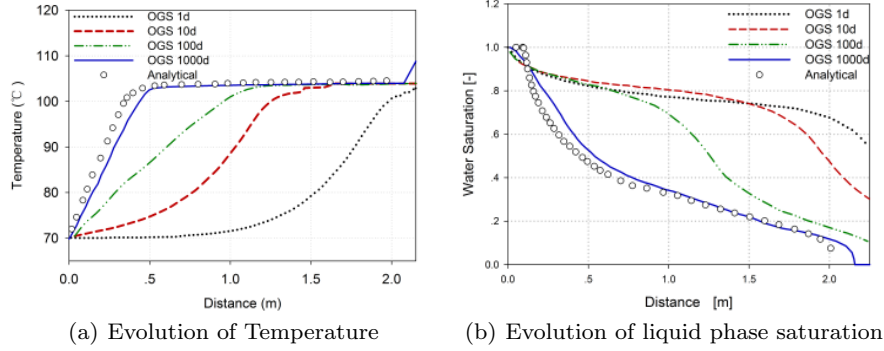 120
110
100
90
80
70
Temperature (℃)
OGS 1d
OGS 10d
OGS 100d
OGS 1000d
Analytical
0.0 .5 1.0 1.5 2.0
Distance (m)
(a) Evolution of Temperature
1.2
1.0
.8
.6
.4
.2
0.0
Water Saturation [-]
OGS 1d
OGS 10d
OGS 100d
OGS 1000d
Analytical
0.0 .5 1.0 1.5 2.0
Distance [m]
(b) Evolution of liquid phase saturation